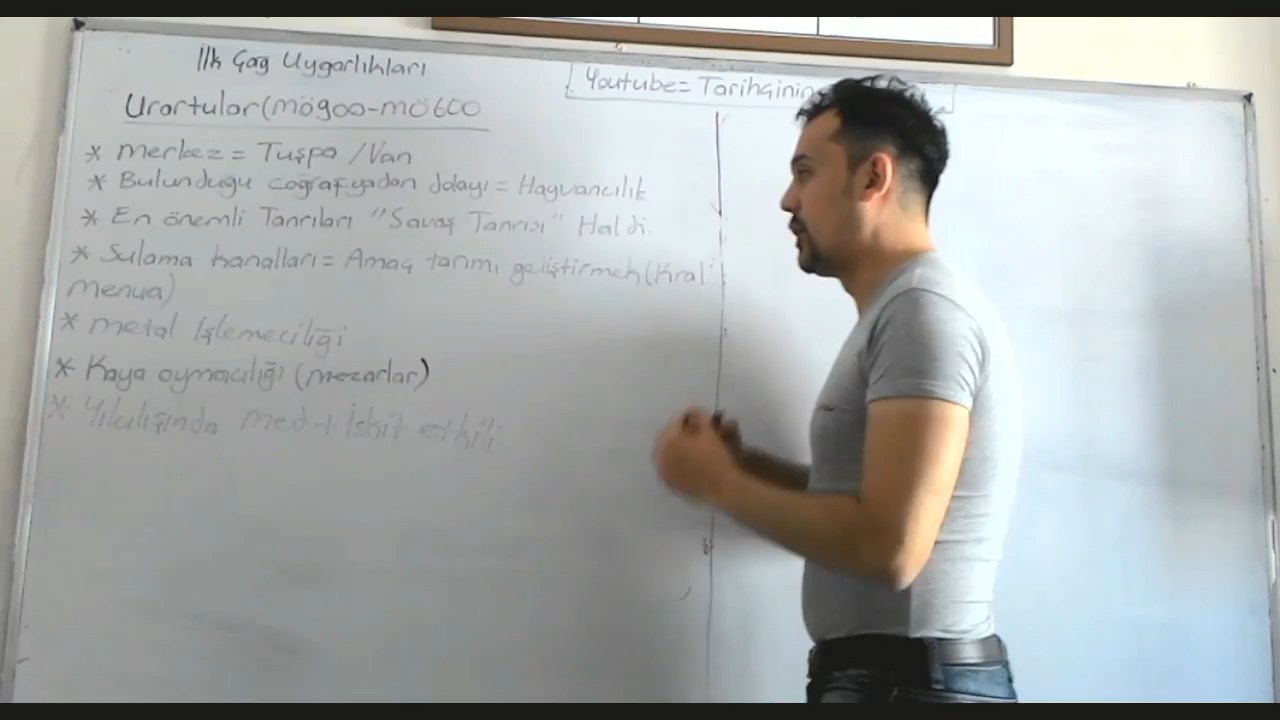 İlk Çağ Uygarlıkları
Youtube= Tarihçinin
Urartular(MÖ900-MÖ600
* Merkez = Tuşpa /Van
* Bulunduğu coğrafyadan dolayı = Hayvancılık
* En önemli Tanrıları "Savaş Tanrısı" Haldi.
* Sulama kanalları= Amaç tarımı geliştirmek(Kral
Menua)
* Metal İşlemeciliği
* Kaya oymacılığı (mezarlar)
* Yıkılışında Med + İskit etkili